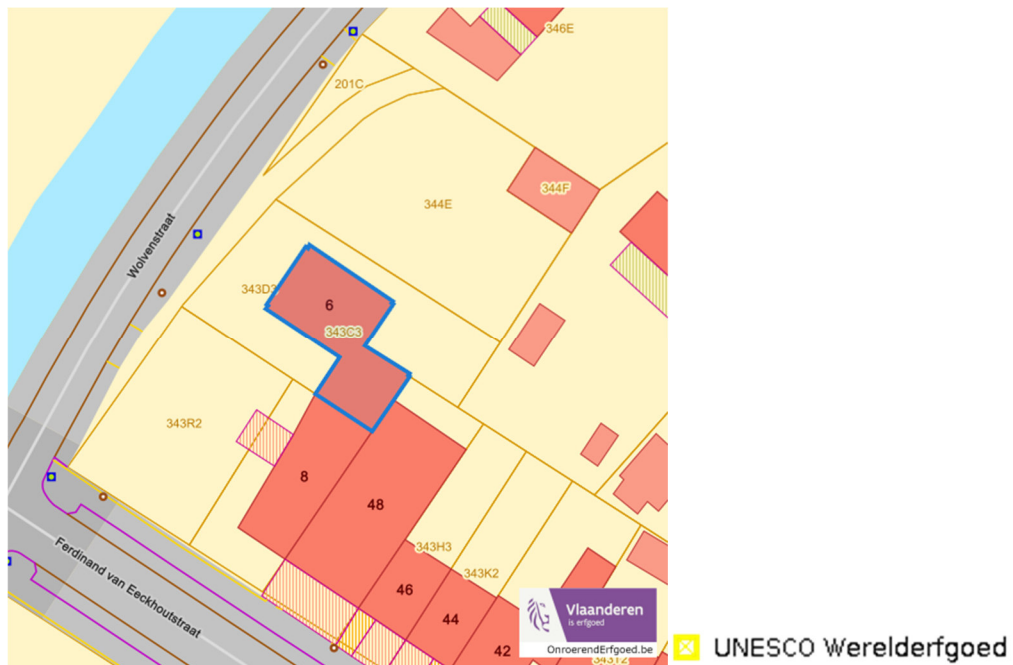 346E
201C
344F
344E
Wolvenstraat
343D3
6
343C3
343R2
8
48
343H3
343K2
46
44
42
Ferdinand van Eeckhoutstraat
Vlaanderen
is erfgoed
OnroerendErfgoed.be
UNESCO Werelderfgoed